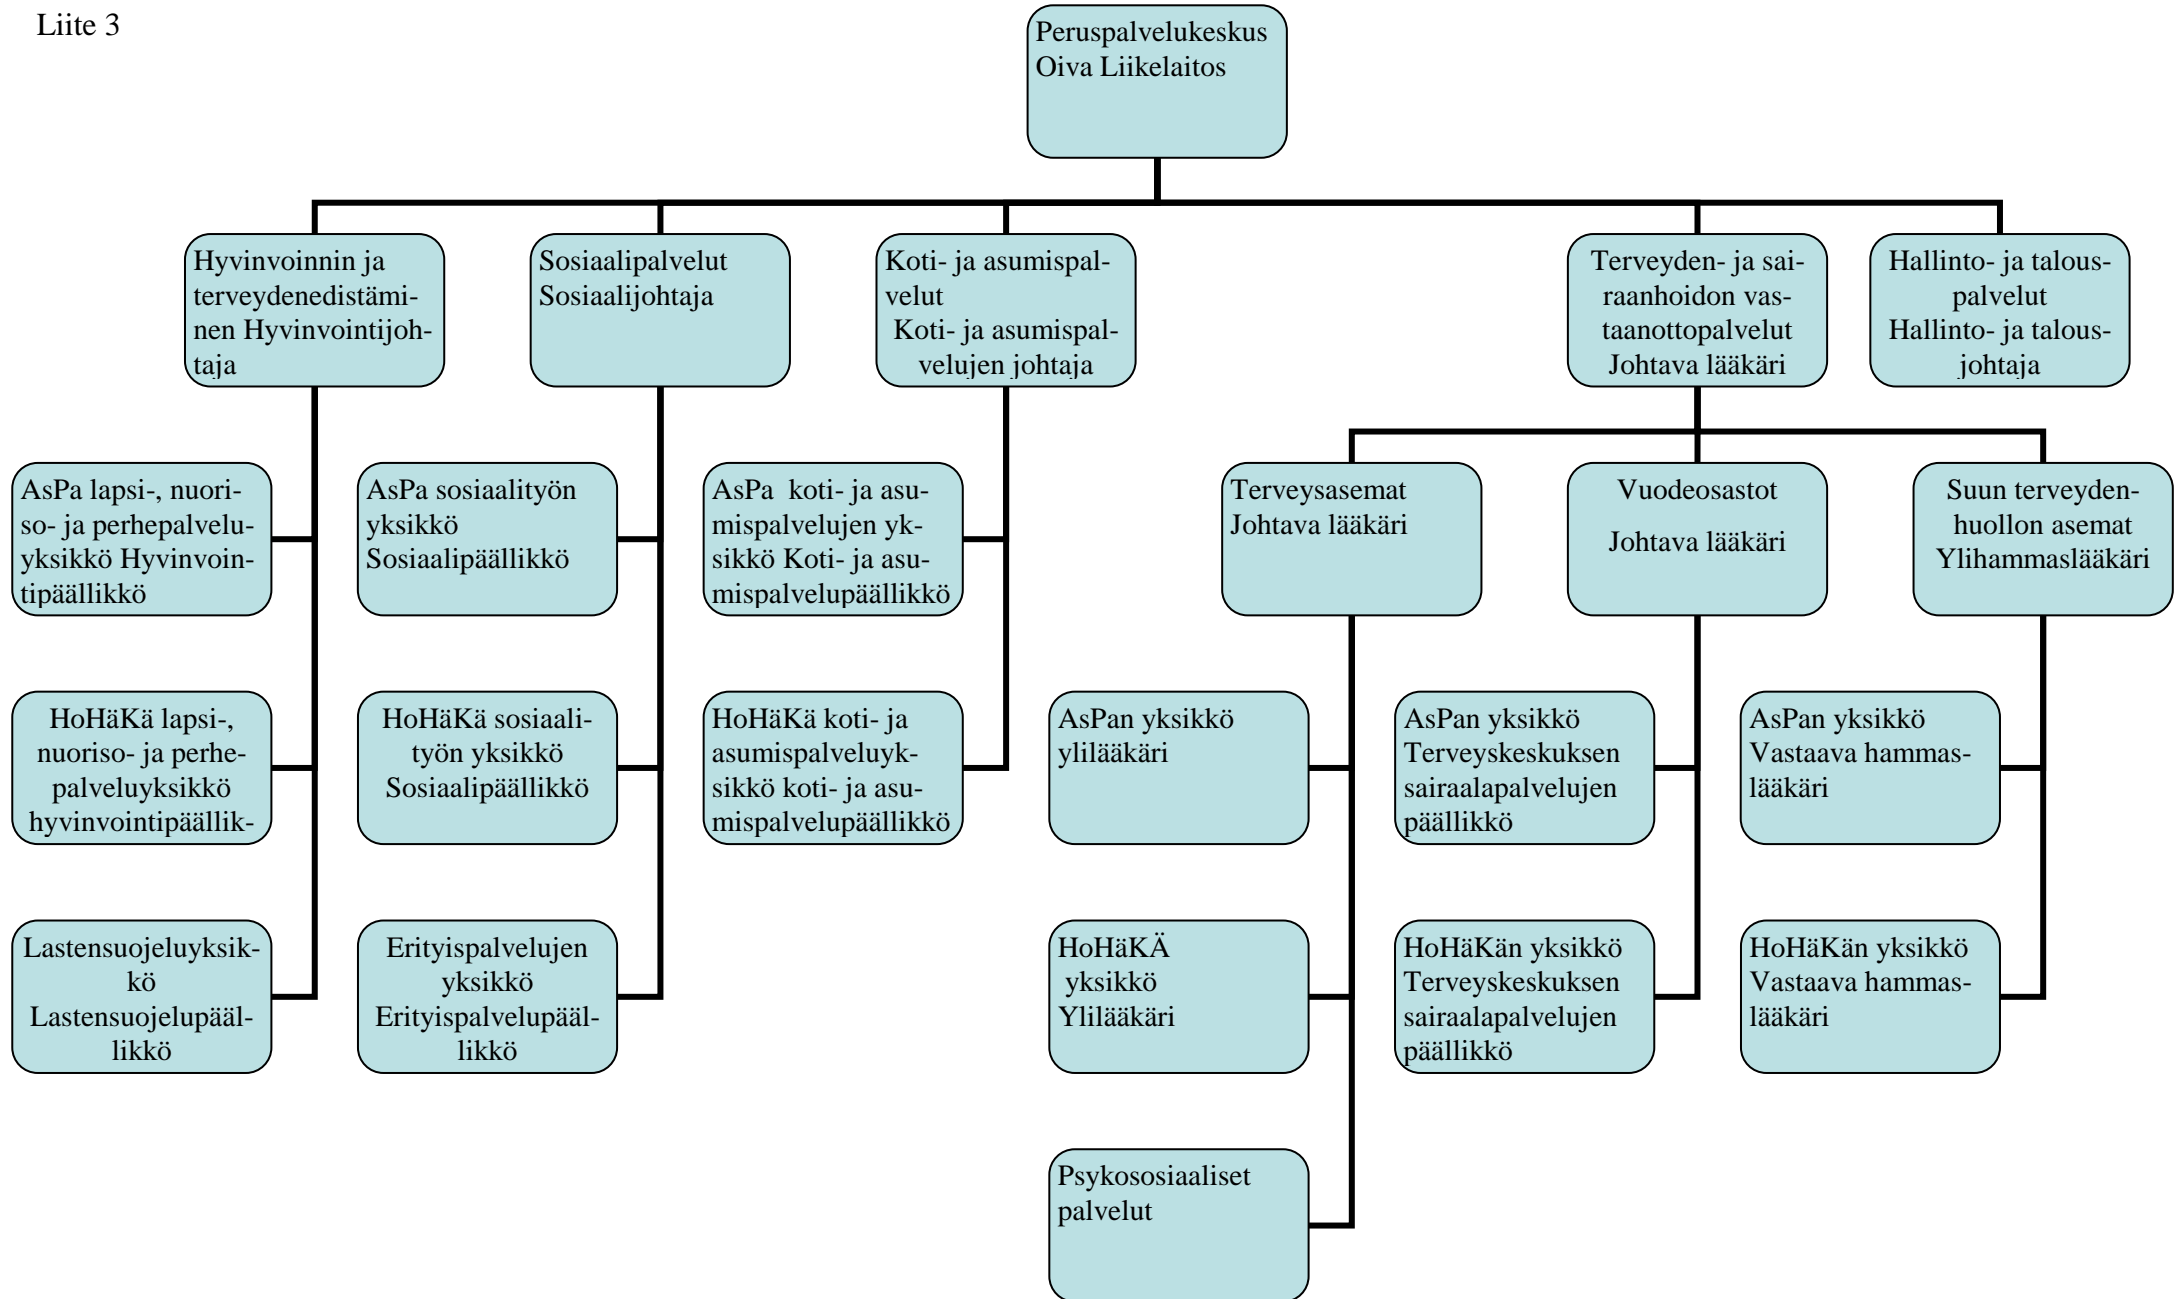 Liite 3
Peruspalvelukeskus
Oiva Liikelaitos
Hyvinvoinnin ja
terveydenedistämi-
nen Hyvinvointijoh-
taja
Sosiaalipalvelut
Sosiaalijohtaja
Koti- ja asumispal-
velut
Koti- ja asumispal-
velujen johtaja
Terveyden- ja sai-
raanhoidon vas-
taanottopalvelut
Johtava lääkäri
Hallinto- ja talous-
palvelut
Hallinto- ja talous-
johtaja
AsPa lapsi-, nuori-
so- ja perhepalvelu-
yksikkö Hyvinvoin-
tipäällikkö
AsPa sosiaalityön
yksikkö
Sosiaalipäällikkö
AsPa  koti- ja asu-
mispalvelujen yk-
sikkö Koti- ja asu-
mispalvelupäällikkö
Terveysasemat
Johtava lääkäri
Vuodeosastot
Johtava lääkäri
Suun terveyden-
huollon asemat
Ylihammaslääkäri
HoHäKä lapsi-,
nuoriso- ja perhe-
palveluyksikkö
hyvinvointipäällik-
HoHäKä sosiaali-
työn yksikkö
Sosiaalipäällikkö
HoHäKä koti- ja
asumispalveluyk-
sikkö koti- ja asu-
mispalvelupäällikkö
AsPan yksikkö
ylilääkäri
AsPan yksikkö
Terveyskeskuksen
sairaalapalvelujen
päällikkö
AsPan yksikkö
Vastaava hammas-
lääkäri
Lastensuojeluyksik-
kö
Lastensuojelupääl-
likkö
Erityispalvelujen
yksikkö
Erityispalvelupääl-
likkö
HoHäKÄ
yksikkö
Ylilääkäri
HoHäKän yksikkö
Terveyskeskuksen
sairaalapalvelujen
päällikkö
HoHäKän yksikkö
Vastaava hammas-
lääkäri
Psykososiaaliset
palvelut